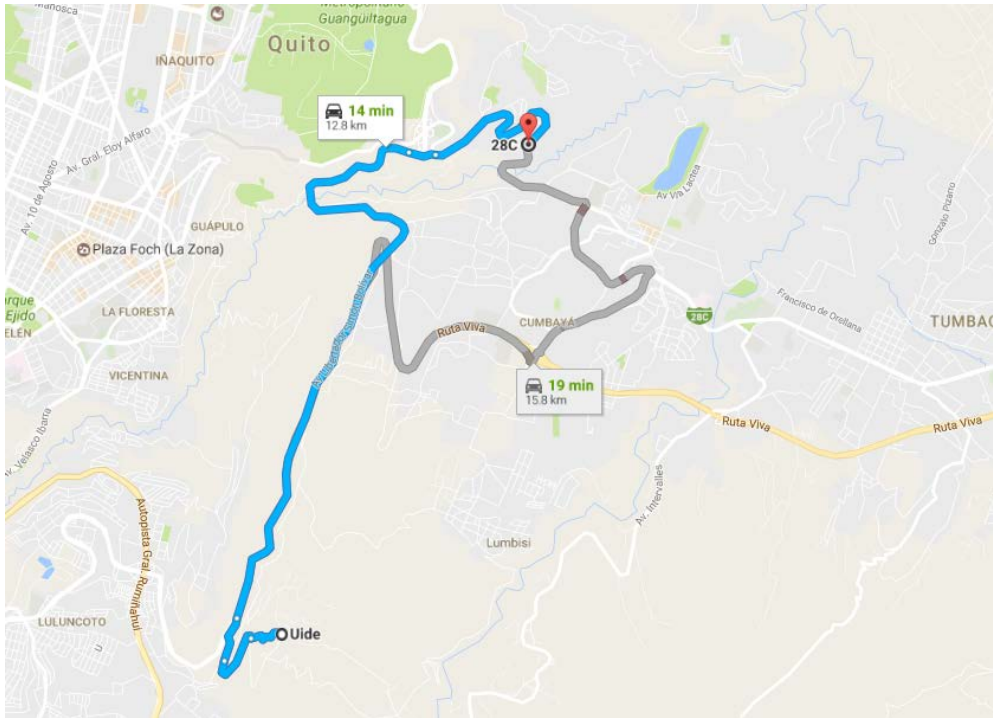 Manosca
Metropolitano
Guangüiltagua
Quito
IÑAQUITO
14 min
12.8 km
Av. Gral. Eloy Alfaro
28C
Av. 10 de Agosto
Av Vía Lactea
Gonzalo Pizarro
GUÁPULO
Plaza Foch (La Zona)
Parque
Ejido
BELÉN
LA FLORESTA
28C
Francisco de Orellana
CUMBAYÁ
Ruta Viva
TUMBACO
VICENTINA
19 min
15.8 km
Ruta Viva
Ruta Viva
Av. Velasco Ibarra
Av. Intervalles
Autopista Gral. Rumiñahui
Lumbisi
Uide
LULUNCOTO